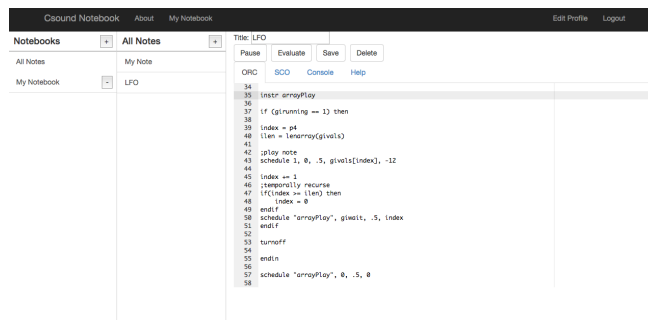 Csound Notebook About My Notebook Edit Profile Logout
Notebooks + All Notes + Title: LFO
Pause Evaluate Save Delete
All Notes My Note
ORC SCO Console Help
My Notebook - LFO
34
35 instr arrayPlay
36
37 if (girunning == 1) then
38
39 index = p4
40 ilen = lenarray(givals)
41
42 ;play note
43 schedule 1, 0, .5, givals[index], -12
44
45 index += 1
46 ;temporally recurse
47 if(index >= ilen) then
48 index = 0
49 endif
50 schedule "arrayPlay", giwait, .5, index
51 endif
52
53 turnoff
54
55 endin
56
57 schedule "arrayPlay", 0, .5, 0
58